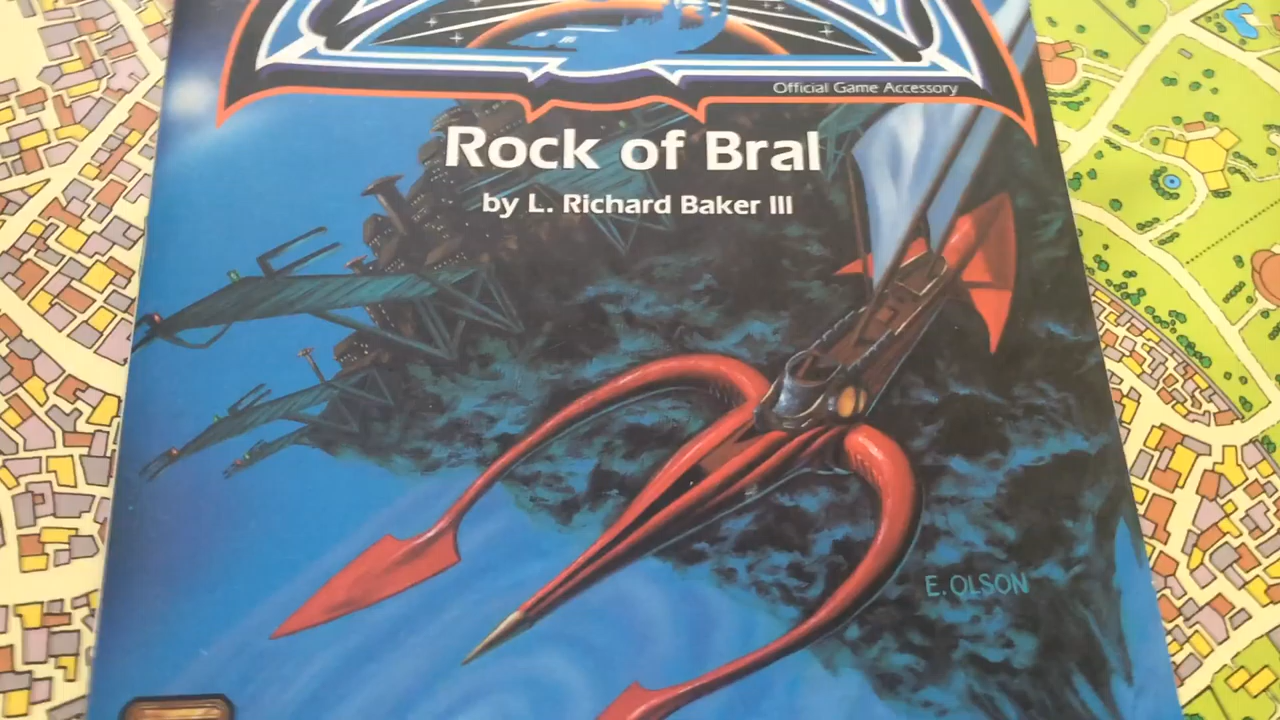 Official Game Accessory
Rock of Bral
by L. Richard Baker III
E. OLSON